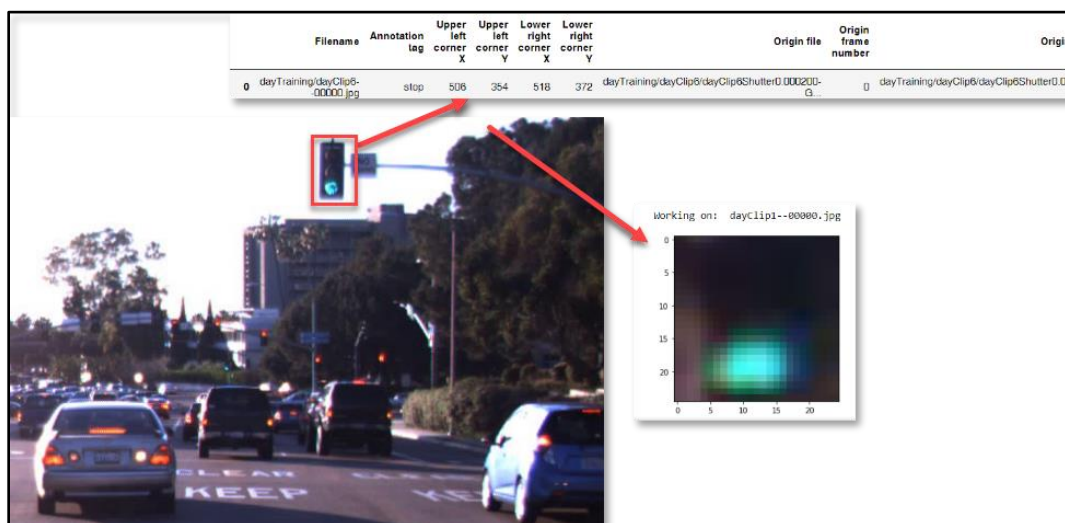 Filename Annotation tag Upper left corner X Upper left corner Y Lower right corner X Lower right corner Y Origin file Origin frame number Origi
0 dayTraining/dayClip6--00000.jpg stop 506 354 518 372 dayTraining/dayClip6/dayClip6Shutter0.000200-G... 0 dayTraining/dayClip6/dayClip6Shutter0.00
Working on: dayClip1--00000.jpg
0
5
10
15
20
0 5 10 15 20
CLEAR
KEEP